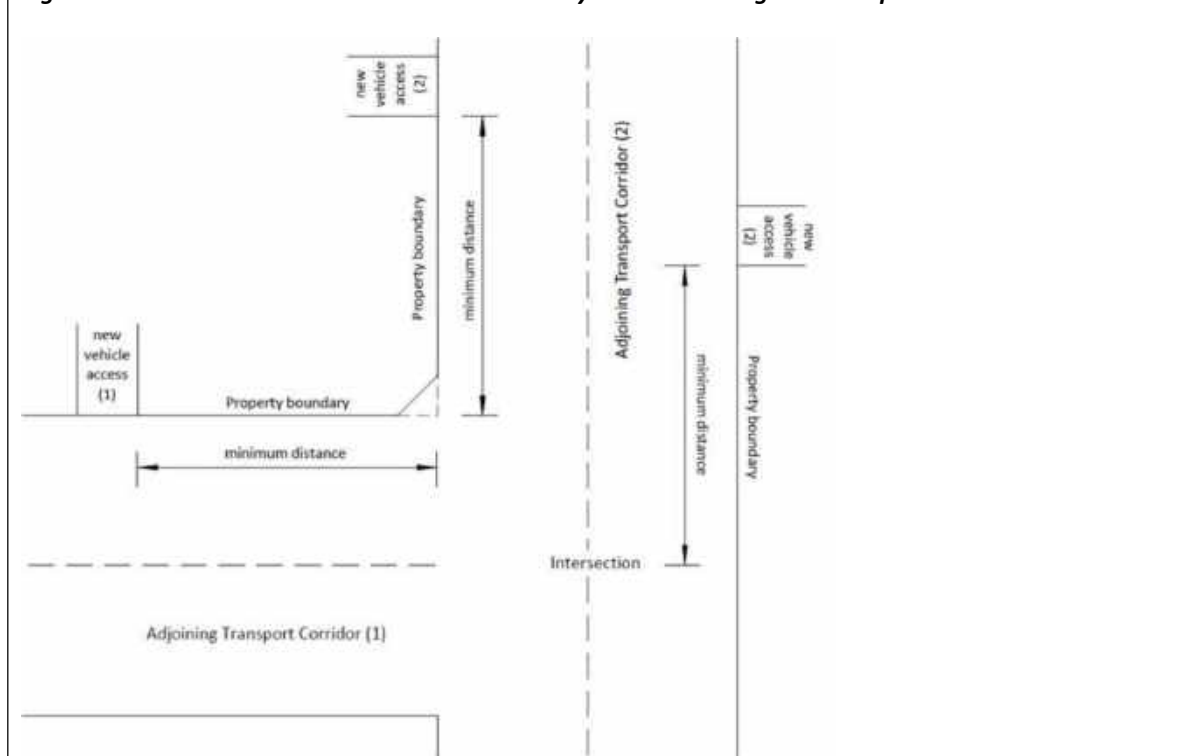 new
vehicle
access
(2)
Adjoining Transport Corridor (2)
Property boundary
minimum distance
new
vehicle
access
(2)
new
vehicle
access
(1)
Property boundary
minimum distance
minimum distance
Property boundary
Intersection
Adjoining Transport Corridor (1)